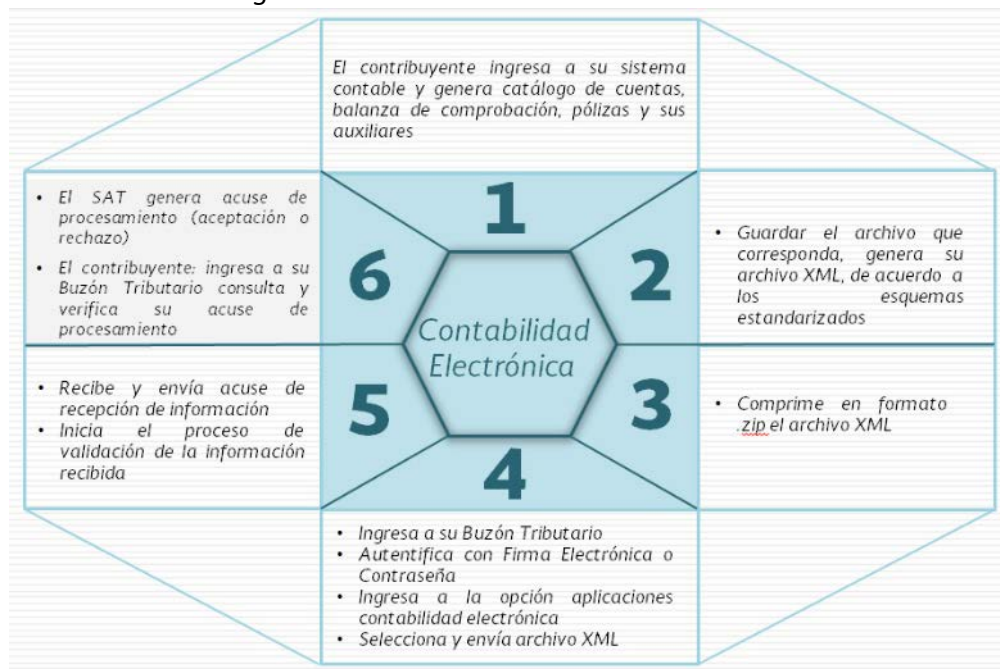 El contribuyente ingresa a su sistema
contable y genera catálogo de cuentas,
balanza de comprobación, pólizas y sus
auxiliares
1
• Guardar el archivo que
corresponda, genera su
archivo XML, de acuerdo a
los esquemas
estandarizados
2
• Comprime en formato
.zip el archivo XML
3
4
• Ingresa a su Buzón Tributario
• Autentifica con Firma Electrónica o
Contraseña
• Ingresa a la opción aplicaciones
contabilidad electrónica
• Selecciona y envía archivo XML
5
• Recibe y envía acuse de
recepción de información
• Inicia el proceso de
validación de la información
recibida
6
• El SAT genera acuse de
procesamiento (aceptación o
rechazo)
• El contribuyente: ingresa a su
Buzón Tributario consulta y
verifica su acuse de
procesamiento
Contabilidad
Electrónica